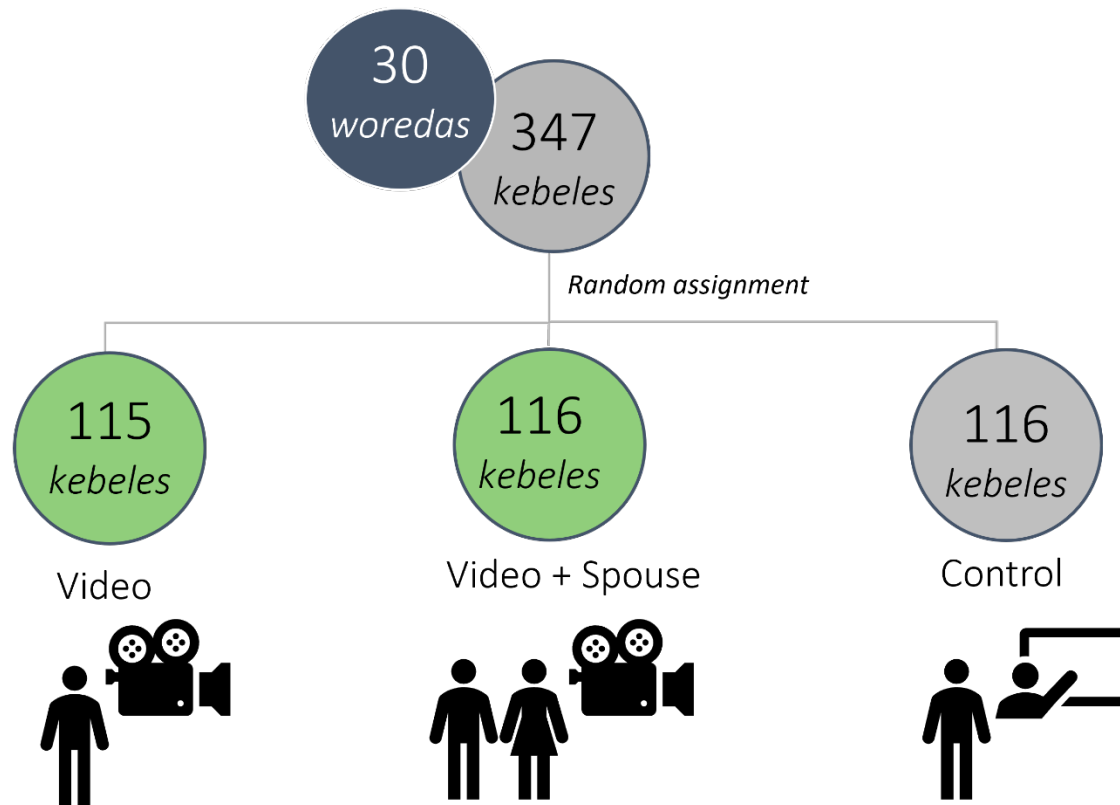 30
woredas
347
kebeles
Random assignment
115
kebeles
116
kebeles
116
kebeles
Video
Video + Spouse
Control